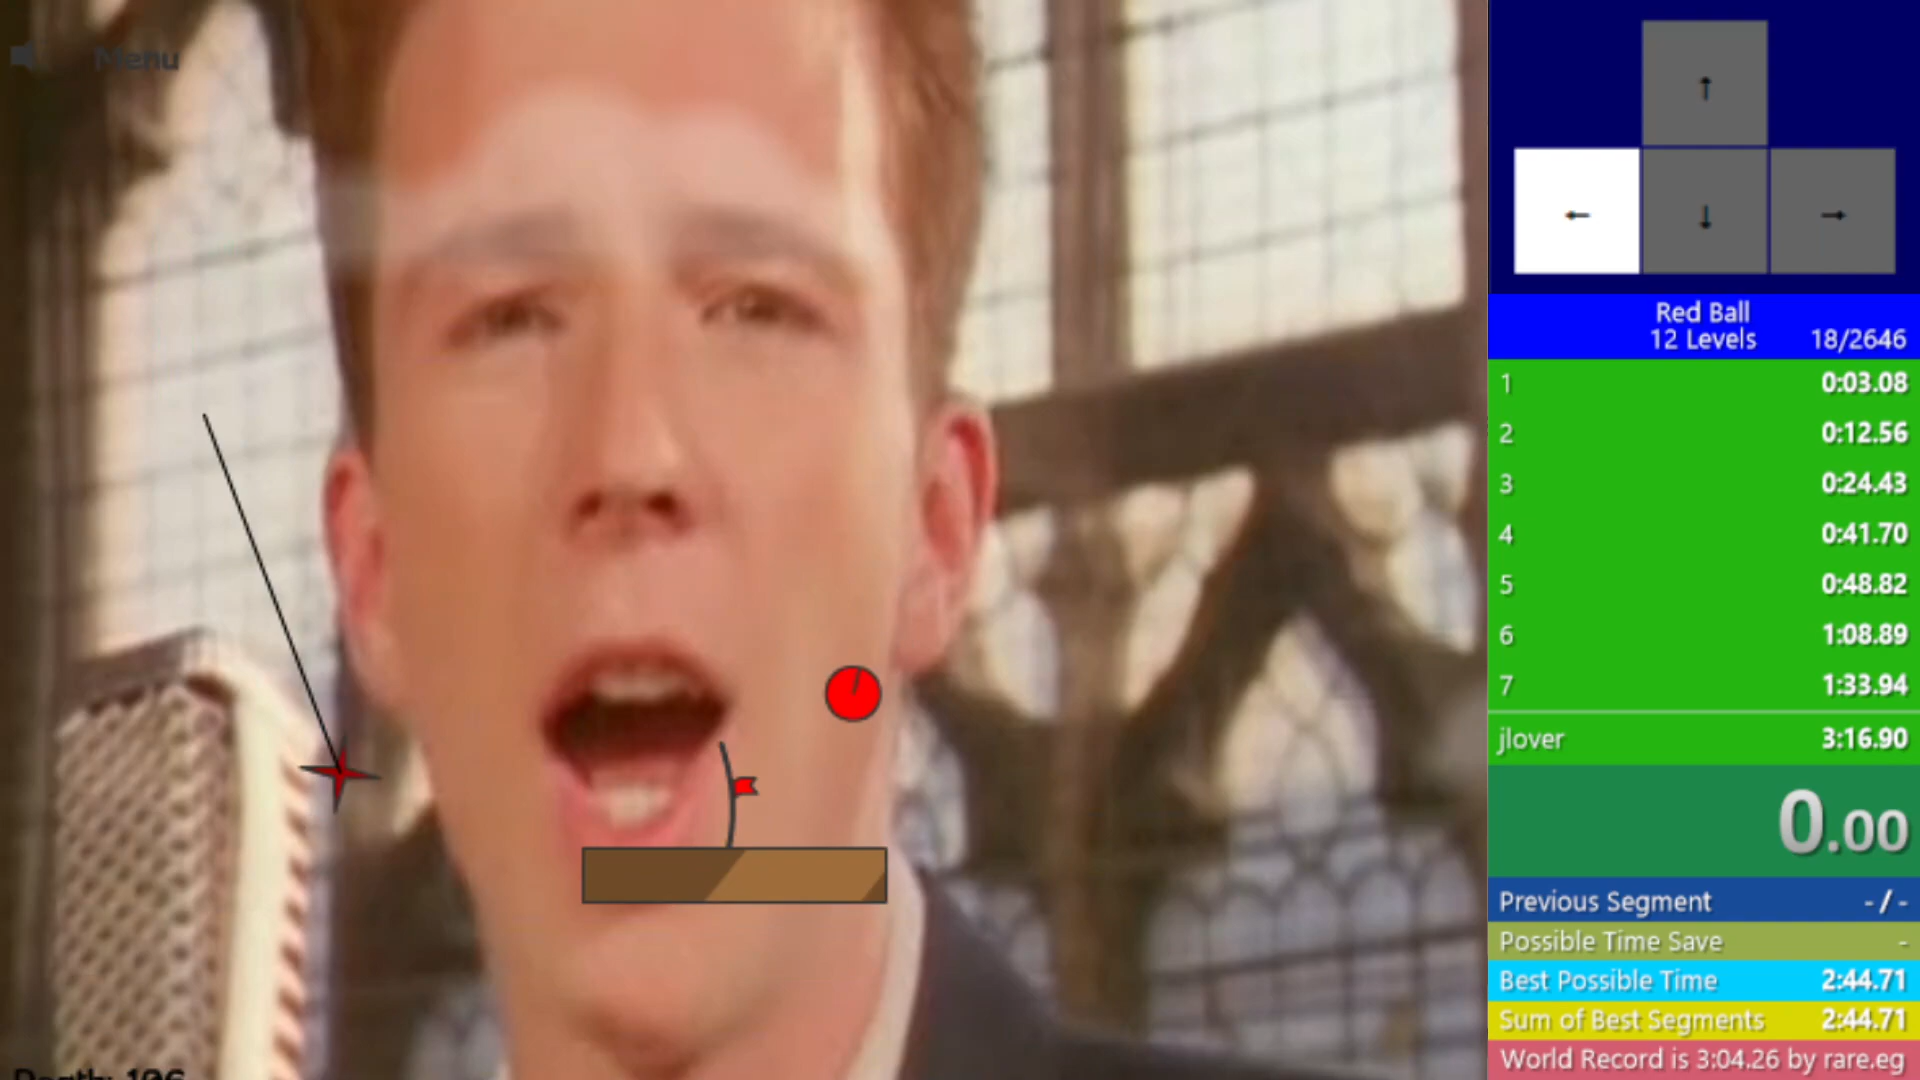 Menu
Death: 106
↑
← ↓ →
Red Ball
12 Levels 18/2646
1 0:03.08
2 0:12.56
3 0:24.43
4 0:41.70
5 0:48.82
6 1:08.89
7 1:33.94
jlover 3:16.90
0.00
Previous Segment - / -
Possible Time Save -
Best Possible Time 2:44.71
Sum of Best Segments 2:44.71
World Record is 3:04.26 by rare.eg